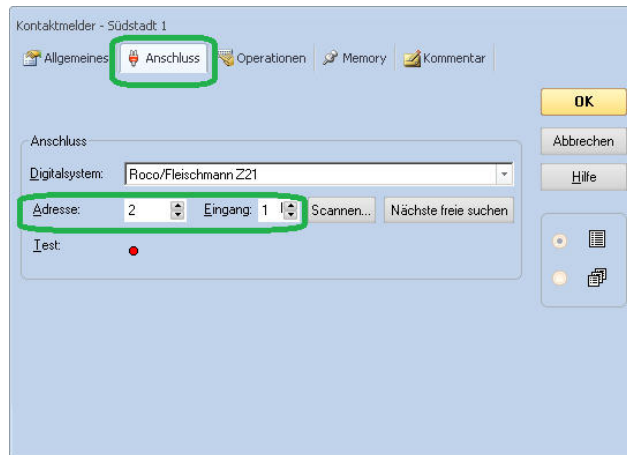 Kontaktmelder - Südstadt 1
Allgemeines Anschluss Operationen Memory Kommentar
OK
Anschluss
Abbrechen
Digitalsystem: Roco/Fleischmann Z21
Hilfe
Adresse: 2 Eingang: 1 Scannen... Nächste freie suchen
Test: